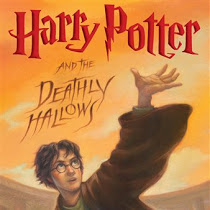 Harry Potter
AND THE
DEATHLY
HALLOWS